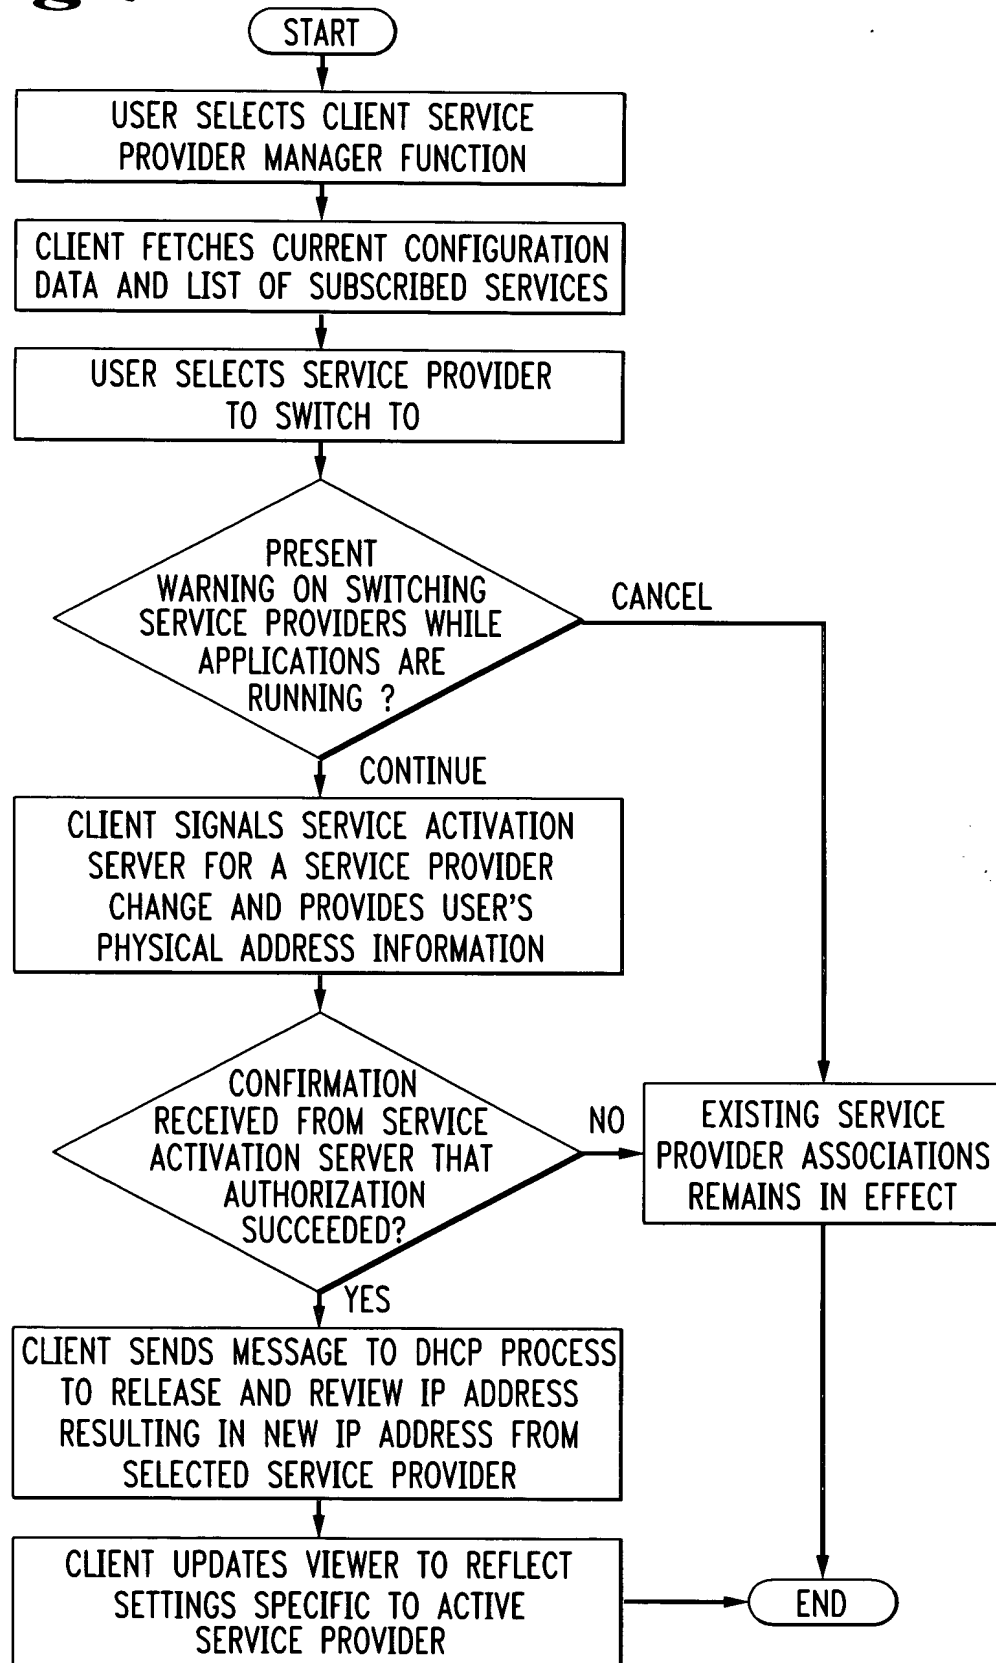 START
USER SELECTS CLIENT SERVICE
PROVIDER MANAGER FUNCTION
CLIENT FETCHES CURRENT CONFIGURATION
DATA AND LIST OF SUBSCRIBED SERVICES
USER SELECTS SERVICE PROVIDER
TO SWITCH TO
PRESENT
WARNING ON SWITCHING
SERVICE PROVIDERS WHILE
APPLICATIONS ARE
RUNNING ?
CANCEL
CONTINUE
CLIENT SIGNALS SERVICE ACTIVATION
SERVER FOR A SERVICE PROVIDER
CHANGE AND PROVIDES USER'S
PHYSICAL ADDRESS INFORMATION
CONFIRMATION
RECEIVED FROM SERVICE
ACTIVATION SERVER THAT
AUTHORIZATION
SUCCEEDED?
NO
EXISTING SERVICE
PROVIDER ASSOCIATIONS
REMAINS IN EFFECT
YES
CLIENT SENDS MESSAGE TO DHCP PROCESS
TO RELEASE AND REVIEW IP ADDRESS
RESULTING IN NEW IP ADDRESS FROM
SELECTED SERVICE PROVIDER
CLIENT UPDATES VIEWER TO REFLECT
SETTINGS SPECIFIC TO ACTIVE
SERVICE PROVIDER
END